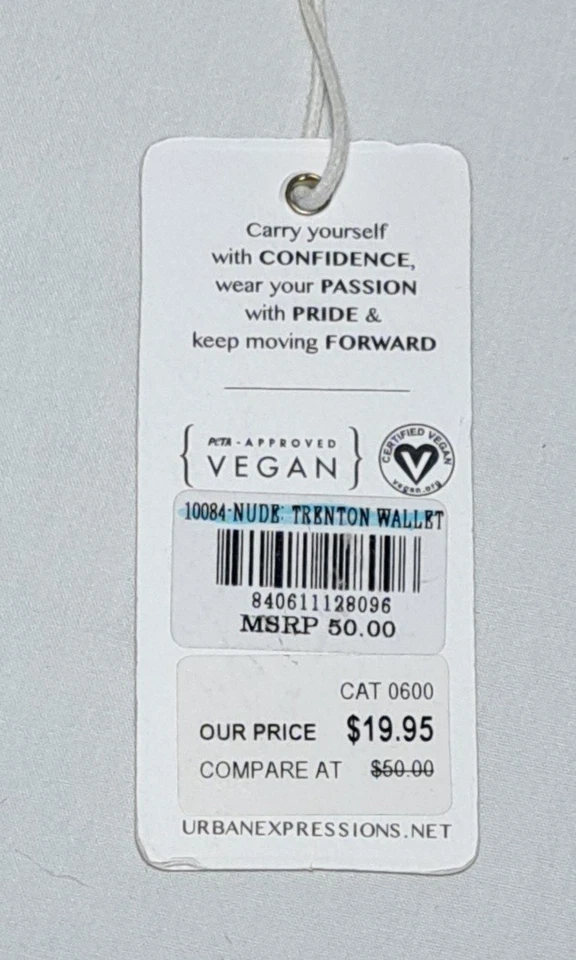 Carry yourself
with CONFIDENCE,
wear your PASSION
with PRIDE &
keep moving FORWARD
PETA - APPROVED
VEGAN
CERTIFIED VEGAN
V
vegan.org
10084-NUDE: TRENTON WALLET
840611128096
MSRP 50.00
CAT 0600
OUR PRICE $19.95
COMPARE AT $50.00
URBANEXPRESSIONS.NET